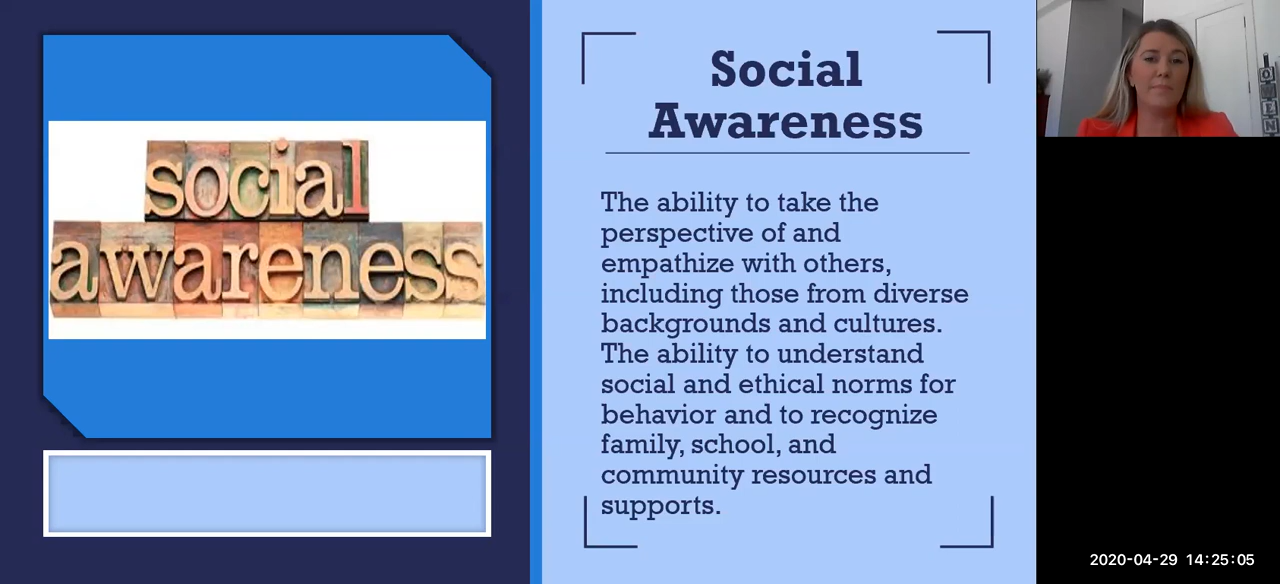 social
awareness
Social
Awareness
The ability to take the
perspective of and
empathize with others,
including those from diverse
backgrounds and cultures.
The ability to understand
social and ethical norms for
behavior and to recognize
family, school, and
community resources and
supports.
OWEN
2020-04-29 14:25:05